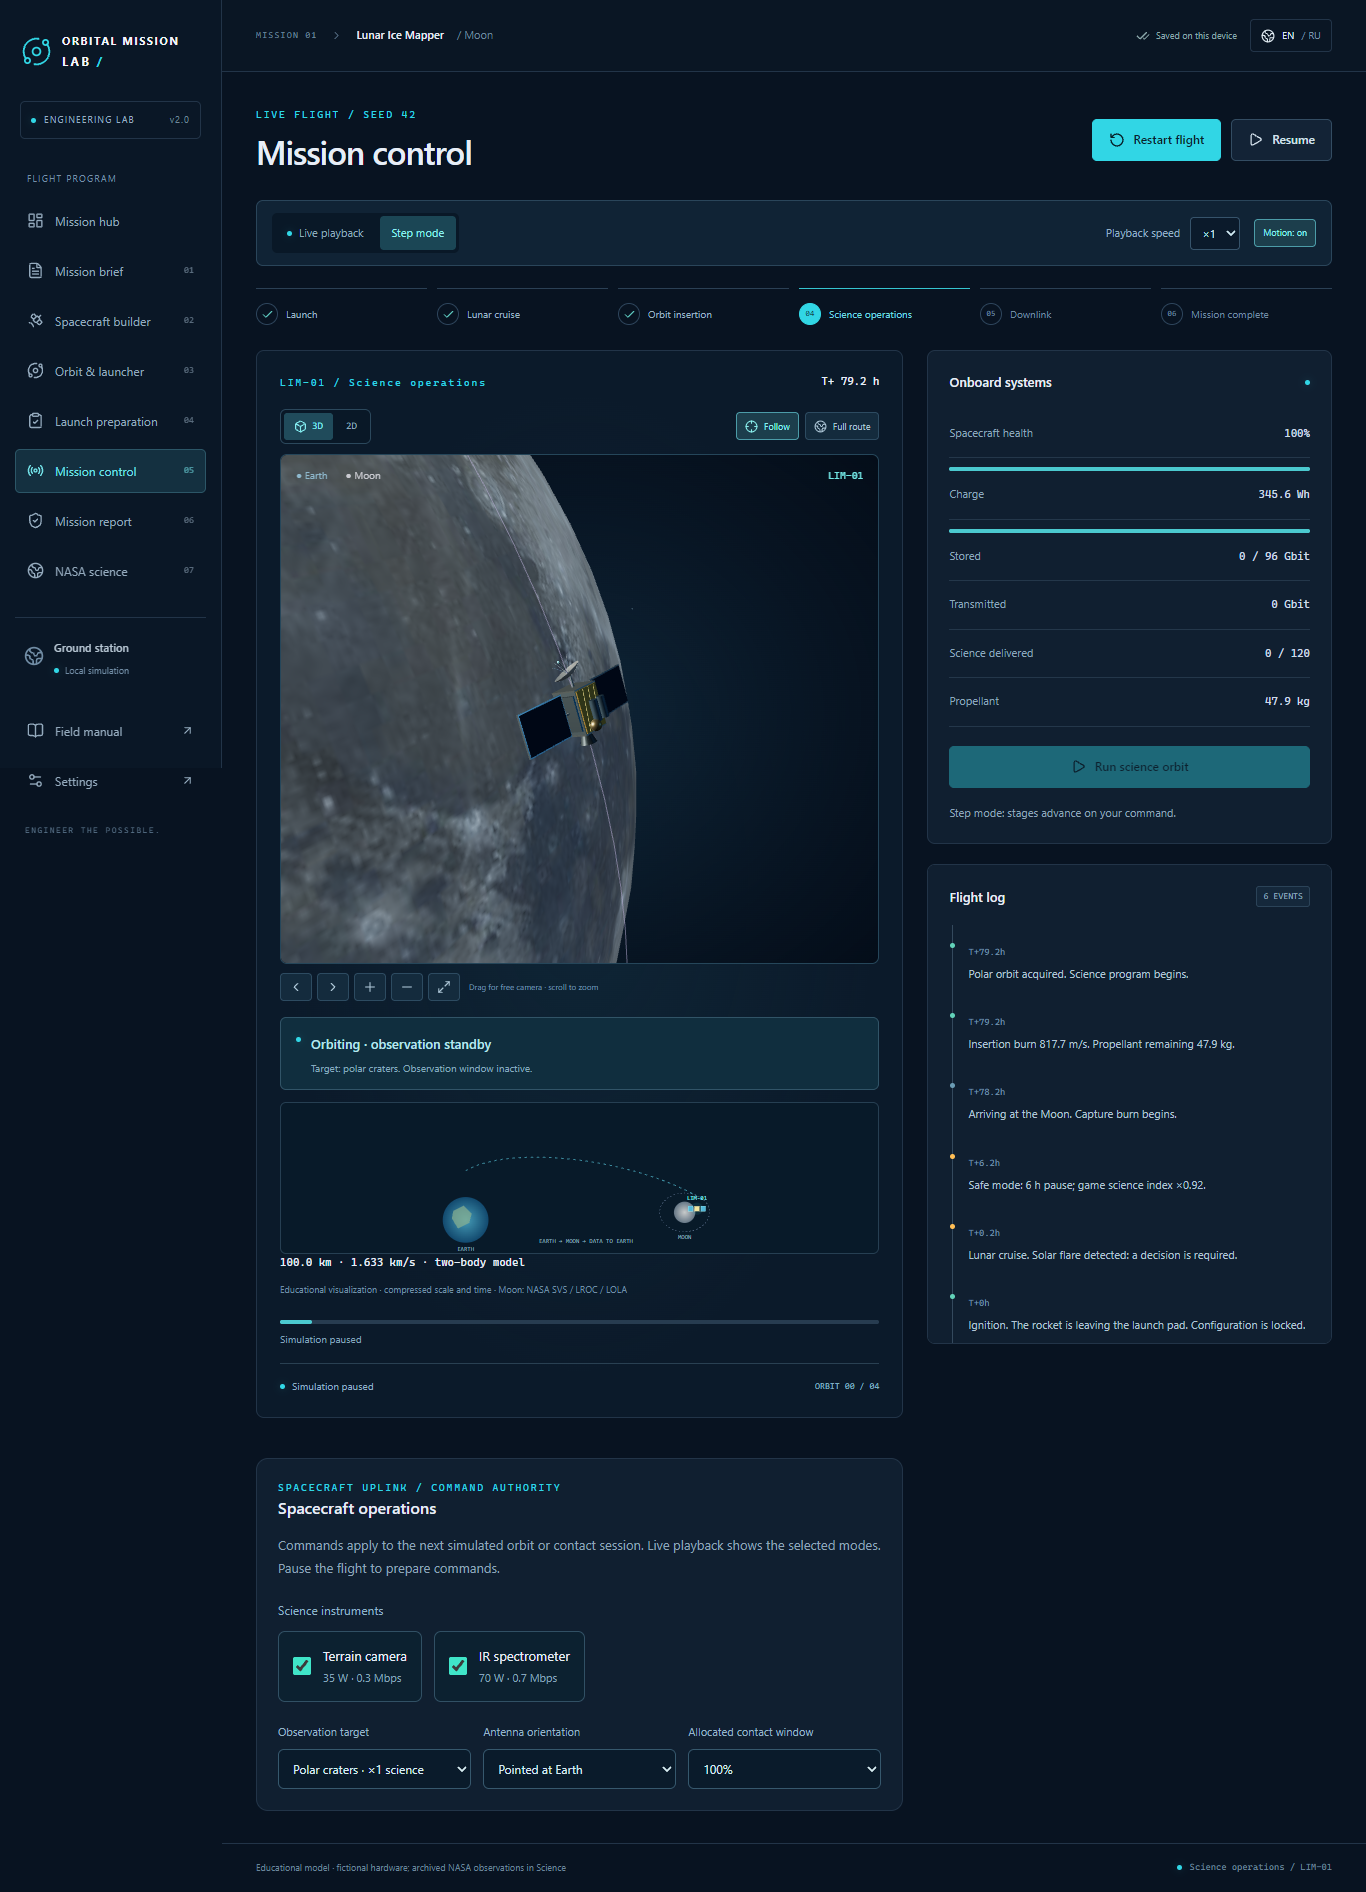 ORBITAL MISSION
LAB /
ENGINEERING LAB v2.0
FLIGHT PROGRAM
Mission hub
Mission brief 01
Spacecraft builder 02
Orbit & launcher 03
Launch preparation 04
Mission control 05
Mission report 06
NASA science 07
Ground station
Local simulation
Field manual
Settings
ENGINEER THE POSSIBLE.
MISSION 01 Lunar Ice Mapper / Moon
Saved on this device
EN / RU
LIVE FLIGHT / SEED 42
Mission control
Restart flight
Resume
Live playback
Step mode
Playback speed
×1
Motion: on
Launch
Lunar cruise
Orbit insertion
04 Science operations
05 Downlink
06 Mission complete
LIM-01 / Science operations
T+ 79.2 h
3D
2D
Follow
Full route
Earth
Moon
LIM-01
Drag for free camera · scroll to zoom
Orbiting · observation standby
Target: polar craters. Observation window inactive.
LIM-01
EARTH
EARTH → MOON → DATA TO EARTH
MOON
100.0 km · 1.633 km/s · two-body model
Educational visualization · compressed scale and time · Moon: NASA SVS / LROC / LOLA
Simulation paused
Simulation paused
ORBIT 00 / 04
Onboard systems
Spacecraft health 100%
Charge 345.6 Wh
Stored 0 / 96 Gbit
Transmitted 0 Gbit
Science delivered 0 / 120
Propellant 47.9 kg
Run science orbit
Step mode: stages advance on your command.
Flight log
6 EVENTS
T+79.2h
Polar orbit acquired. Science program begins.
T+79.2h
Insertion burn 817.7 m/s. Propellant remaining 47.9 kg.
T+78.2h
Arriving at the Moon. Capture burn begins.
T+6.2h
Safe mode: 6 h pause; game science index ×0.92.
T+0.2h
Lunar cruise. Solar flare detected: a decision is required.
T+0h
Ignition. The rocket is leaving the launch pad. Configuration is locked.
SPACECRAFT UPLINK / COMMAND AUTHORITY
Spacecraft operations
Commands apply to the next simulated orbit or contact session. Live playback shows the selected modes.
Pause the flight to prepare commands.
Science instruments
Terrain camera
35 W · 0.3 Mbps
IR spectrometer
70 W · 0.7 Mbps
Observation target
Polar craters · ×1 science
Antenna orientation
Pointed at Earth
Allocated contact window
100%
Educational model · fictional hardware; archived NASA observations in Science
Science operations / LIM-01